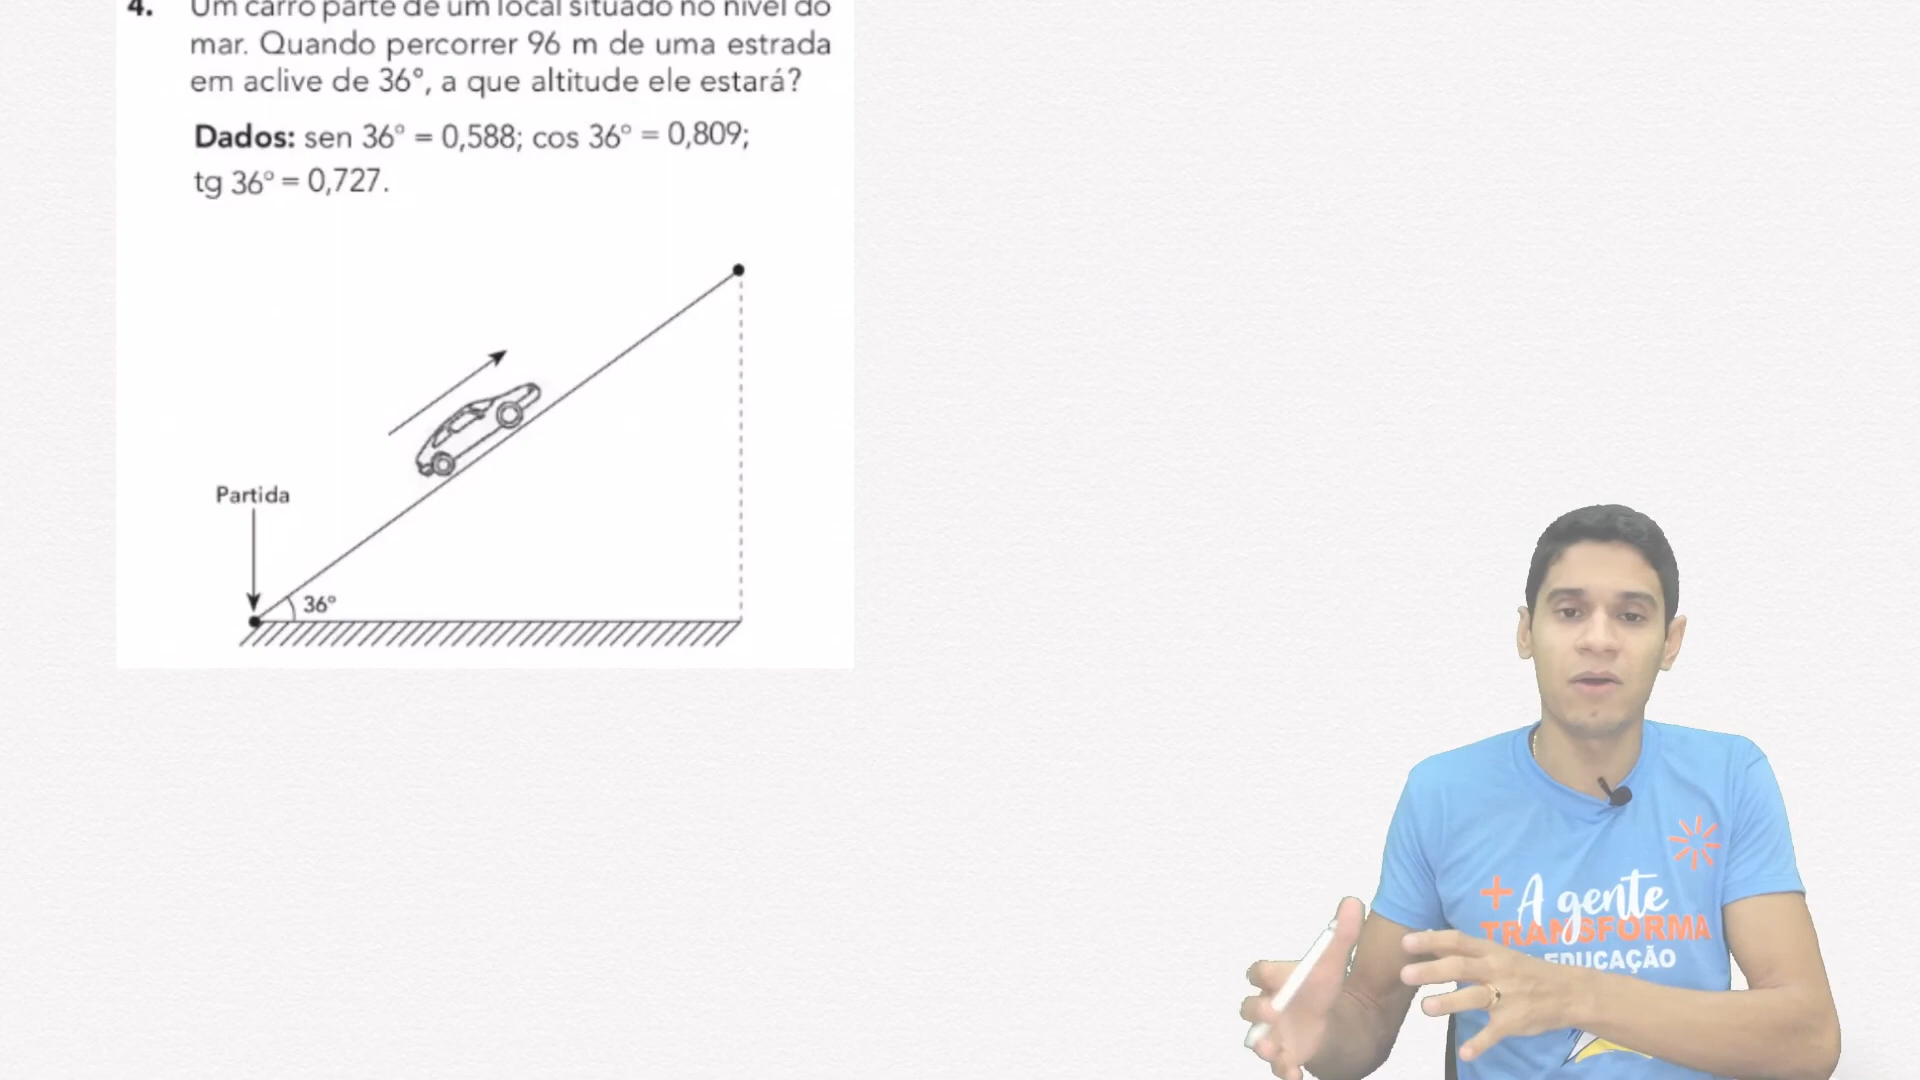 4. Um carro parte de um local situado no nível do
mar. Quando percorrer 96 m de uma estrada
em aclive de 36°, a que altitude ele estará?
Dados: sen 36° = 0,588; cos 36° = 0,809;
tg 36° = 0,727.
Partida
36°
+ A gente
TRANSFORMA
EDUCAÇÃO